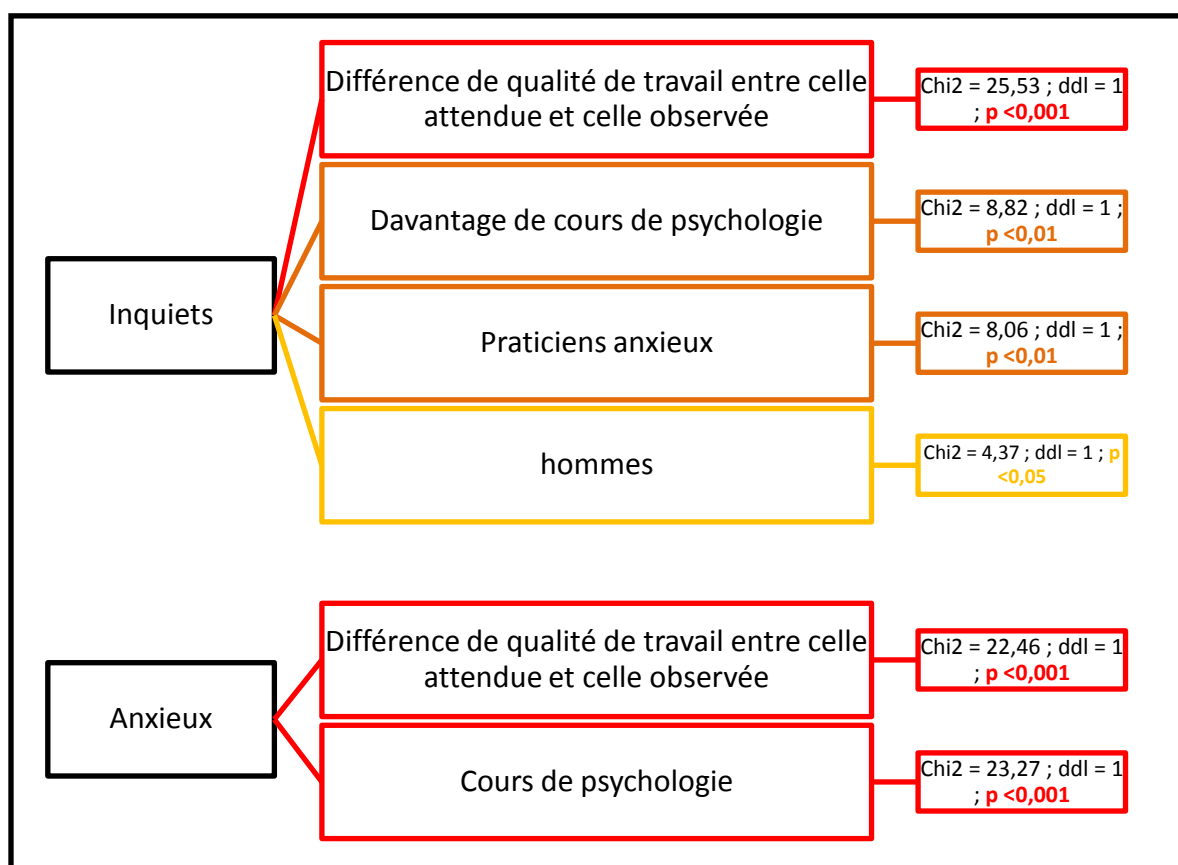 Différence de qualité de travail entre celle
attendue et celle observée
Chi2 = 25,53 ; ddl = 1
; p <0,001
Davantage de cours de psychologie
Chi2 = 8,82 ; ddl = 1 ;
p <0,01
Inquiets
Praticiens anxieux
Chi2 = 8,06 ; ddl = 1 ;
p <0,01
hommes
Chi2 = 4,37 ; ddl = 1 ; p
<0,05
Différence de qualité de travail entre celle
attendue et celle observée
Chi2 = 22,46 ; ddl = 1
; p <0,001
Anxieux
Cours de psychologie
Chi2 = 23,27 ; ddl = 1
; p <0,001